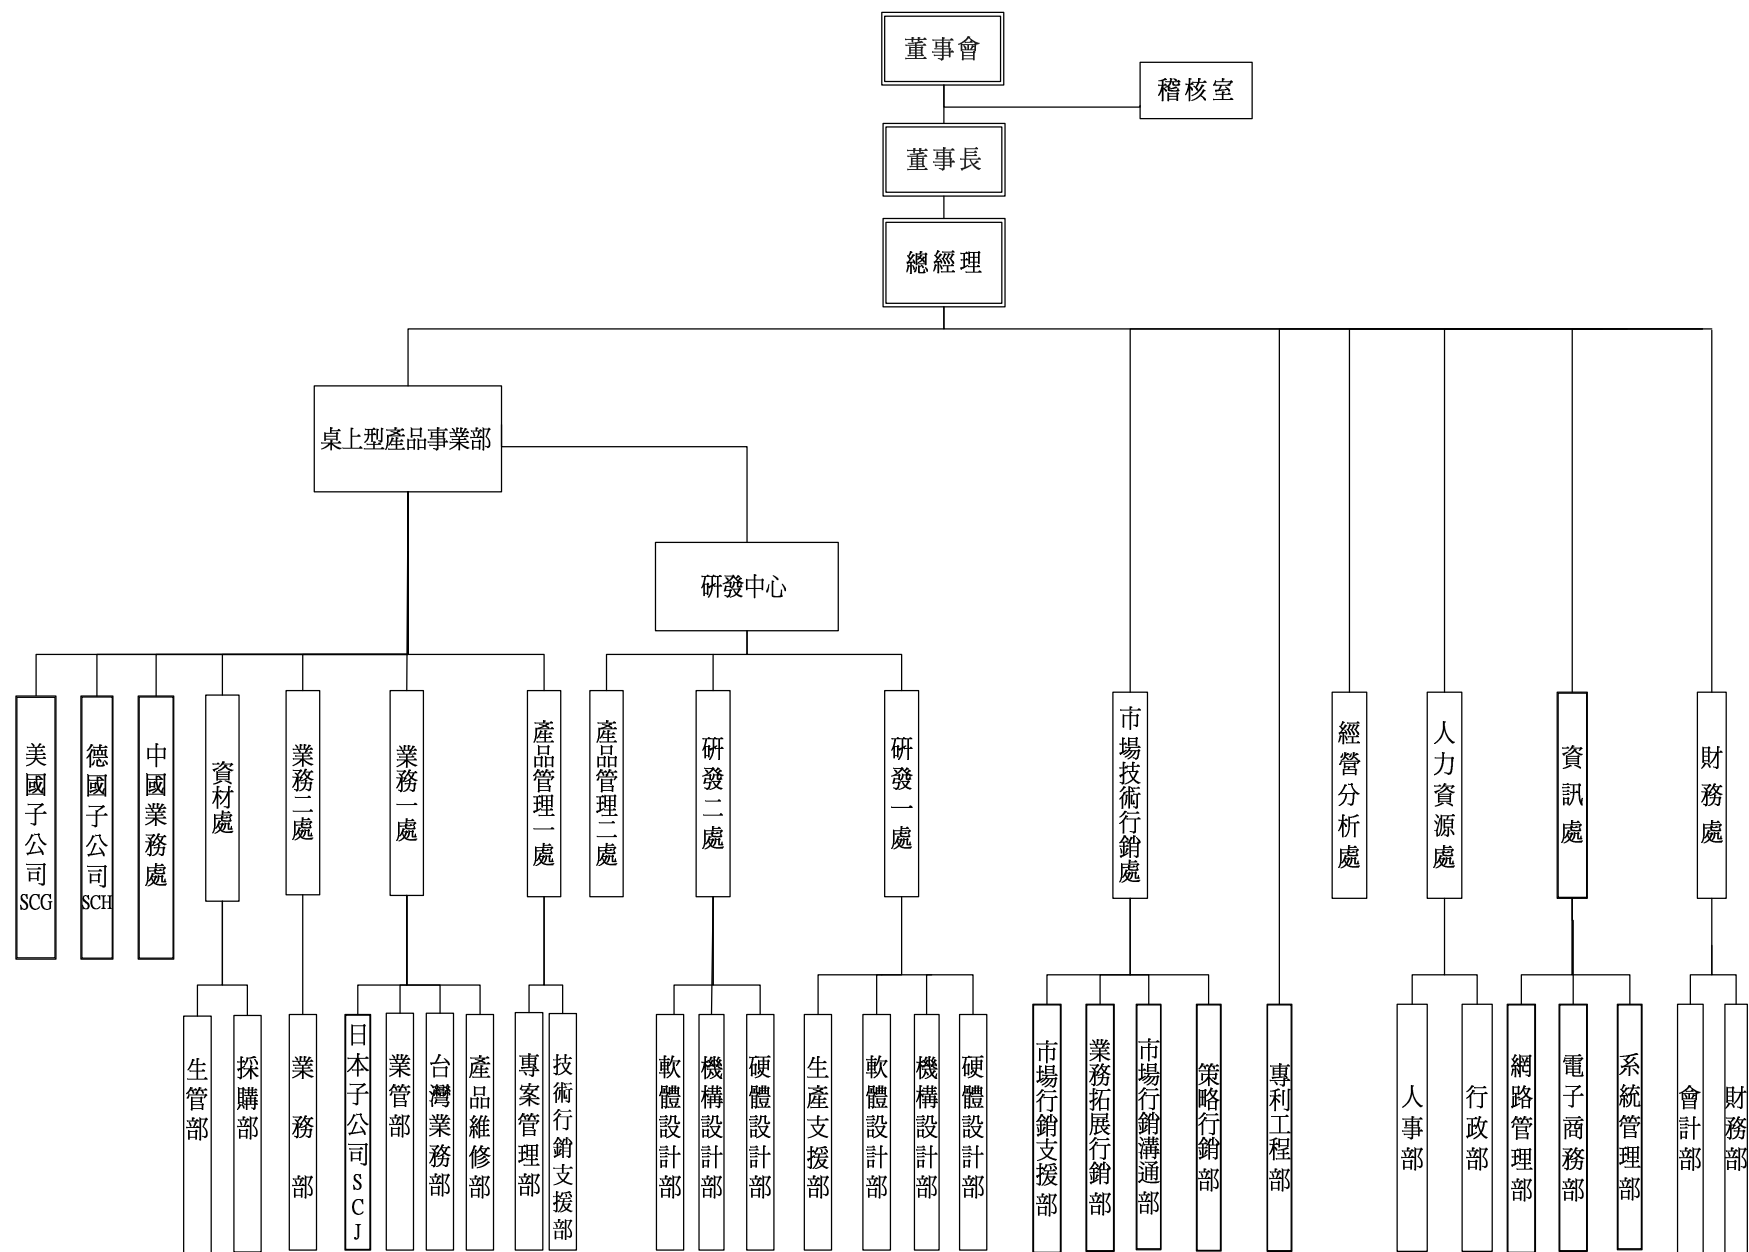 董事會
稽核室
董事長
總經理
桌上型產品事業部
研發中心
美國子公司SCG
德國子公司SCH
中國業務處
資材處
業務二處
業務一處
產品管理一處
產品管理二處
研發二處
研發一處
市場技術行銷處
經營分析處
人力資源處
資訊處
財務處
生管部
採購部
業務部
日本子公司SCJ
業管部
台灣業務部
產品維修部
專案管理部
技術行銷支援部
軟體設計部
機構設計部
硬體設計部
生產支援部
軟體設計部
機構設計部
硬體設計部
市場行銷支援部
業務拓展行銷部
市場行銷溝通部
策略行銷部
專利工程部
人事部
行政部
網路管理部
電子商務部
系統管理部
會計部
財務部